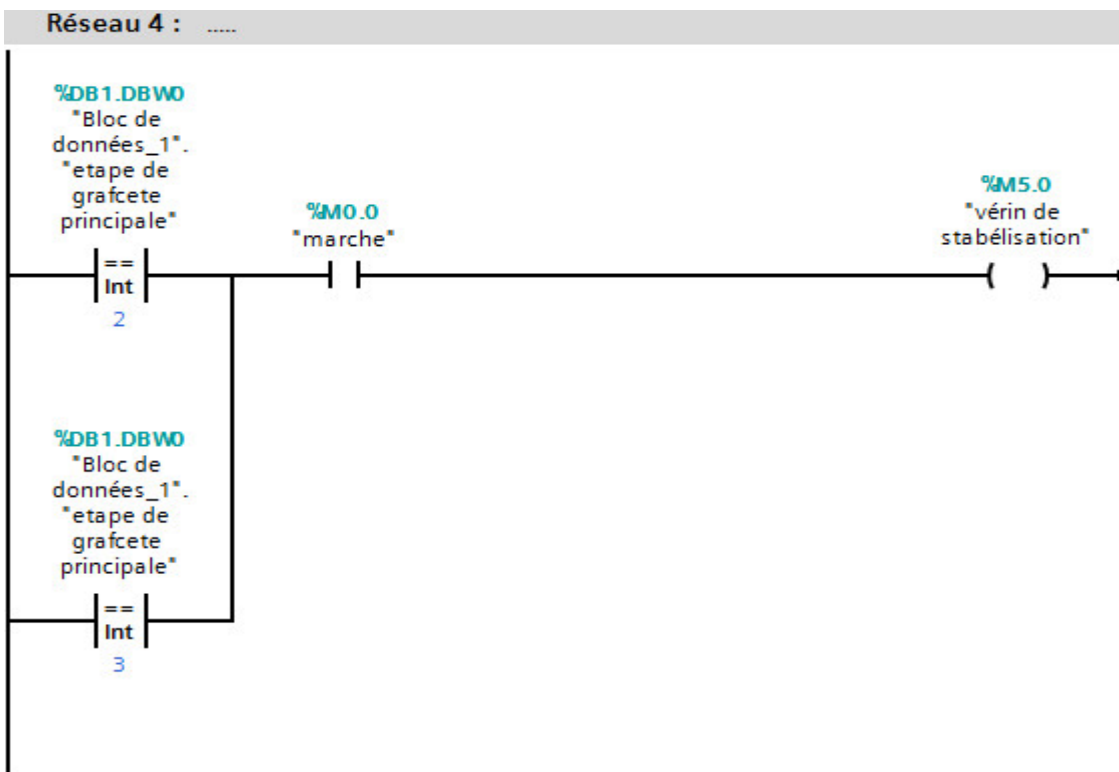 Réseau 4 : .....
%DB1.DBW0
"Bloc de
données_1".
"etape de
grafcete
principale"
==
Int
2
%M0.0
"marche"
%M5.0
"vérin de
stabélisation"
%DB1.DBW0
"Bloc de
données_1".
"etape de
grafcete
principale"
==
Int
3